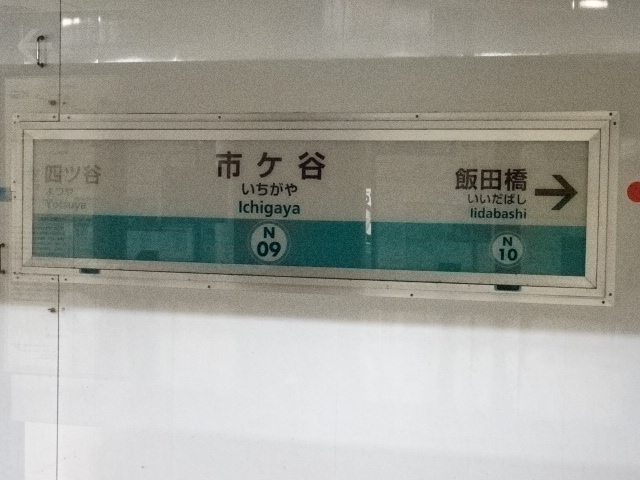 四ツ谷
よつや
Yotsuya
市ケ谷
いちがや
Ichigaya
N
09
飯田橋
いいだばし
Iidabashi
N
10